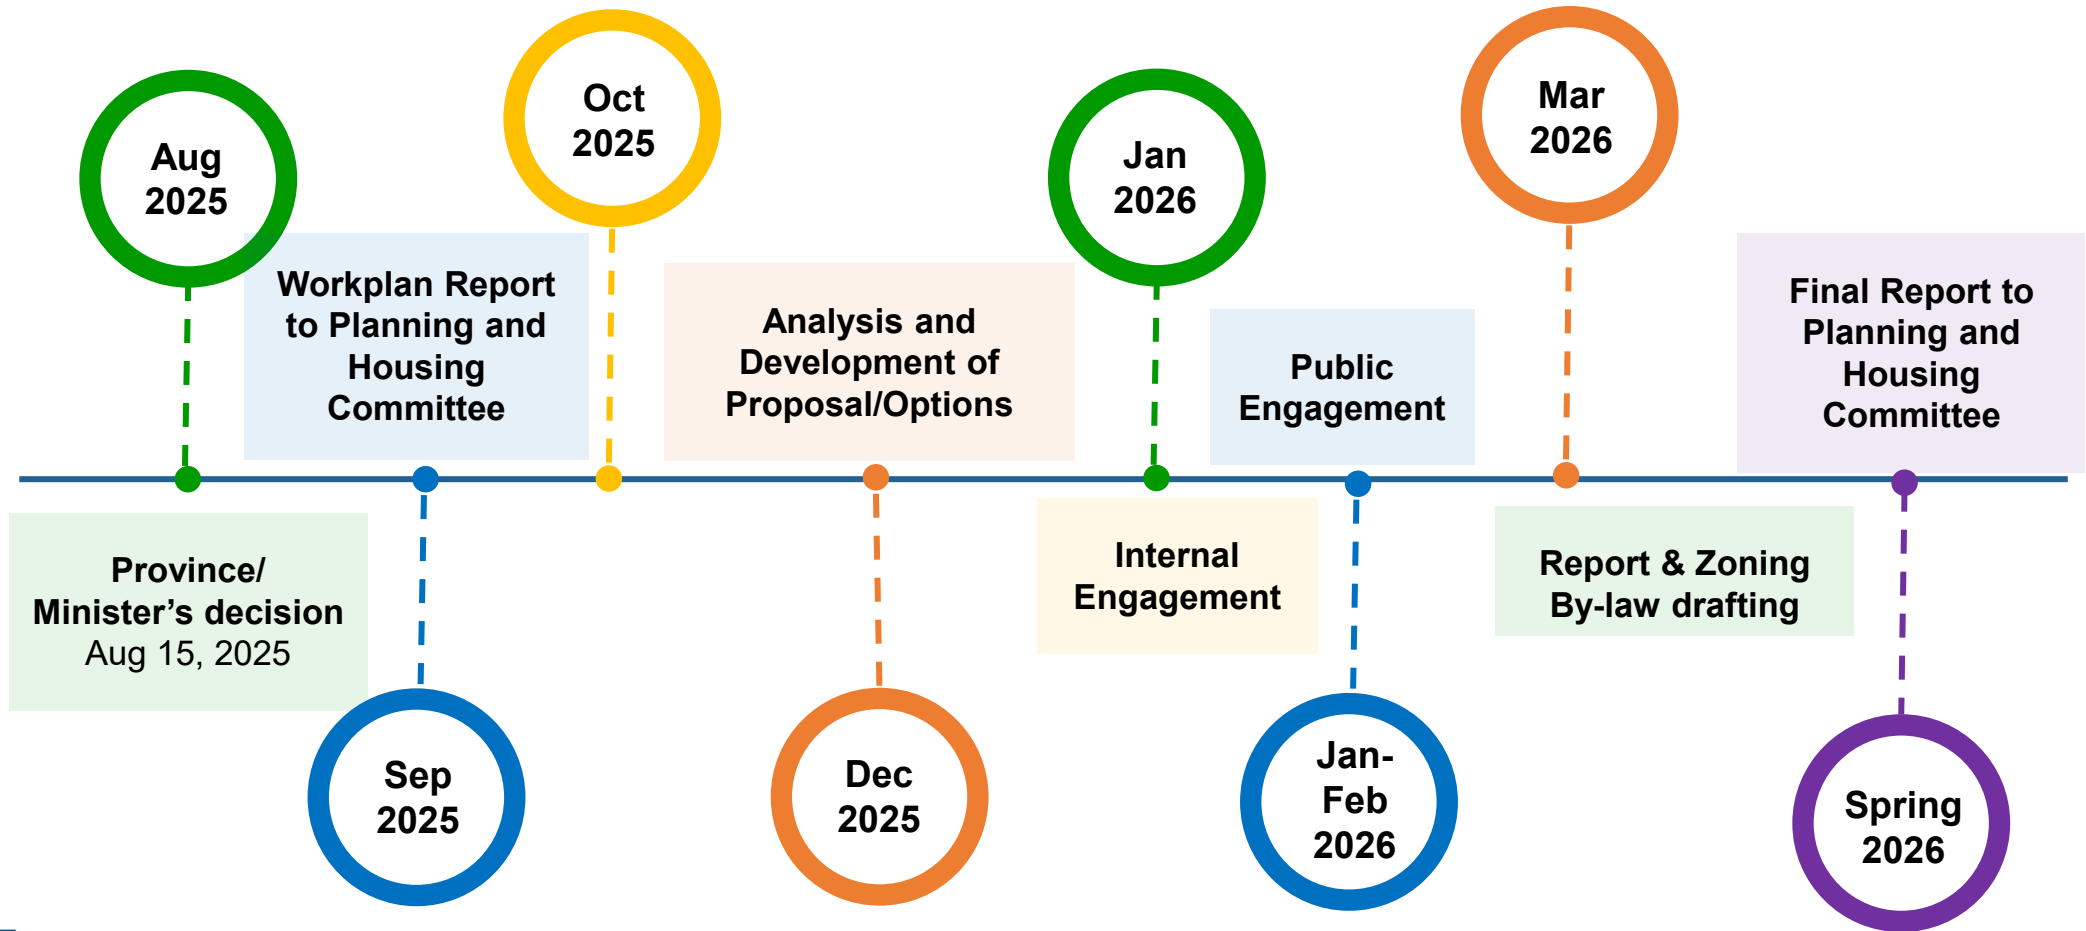 Aug
2025
Province/
Minister’s decision
Aug 15, 2025
Workplan Report
to Planning and
Housing
Committee
Sep
2025
Oct
2025
Analysis and
Development of
Proposal/Options
Dec
2025
Jan
2026
Internal
Engagement
Public
Engagement
Jan-
Feb
2026
Mar
2026
Report & Zoning
By-law drafting
Final Report to
Planning and
Housing
Committee
Spring
2026